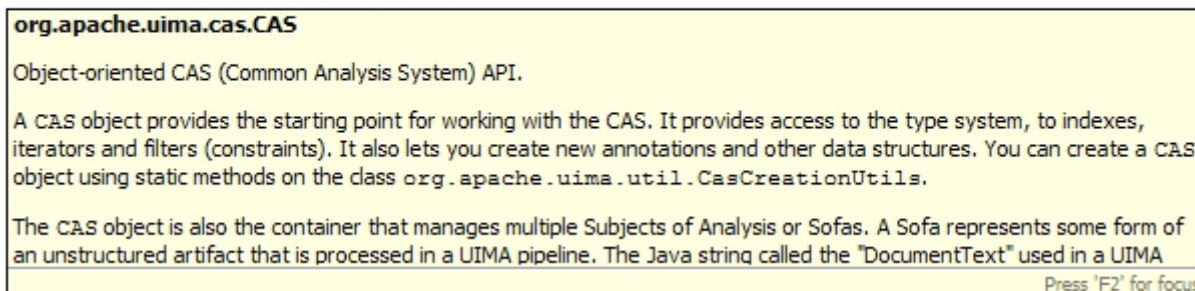 org.apache.uima.cas.CAS
Object-oriented CAS (Common Analysis System) API.
A CAS object provides the starting point for working with the CAS. It provides access to the type system, to indexes,
iterators and filters (constraints). It also lets you create new annotations and other data structures. You can create a CAS
object using static methods on the class org.apache.uima.util.CasCreationUtils.
The CAS object is also the container that manages multiple Subjects of Analysis or Sofas. A Sofa represents some form of
an unstructured artifact that is processed in a UIMA pipeline. The Java string called the "DocumentText" used in a UIMA
Press 'F2' for focus